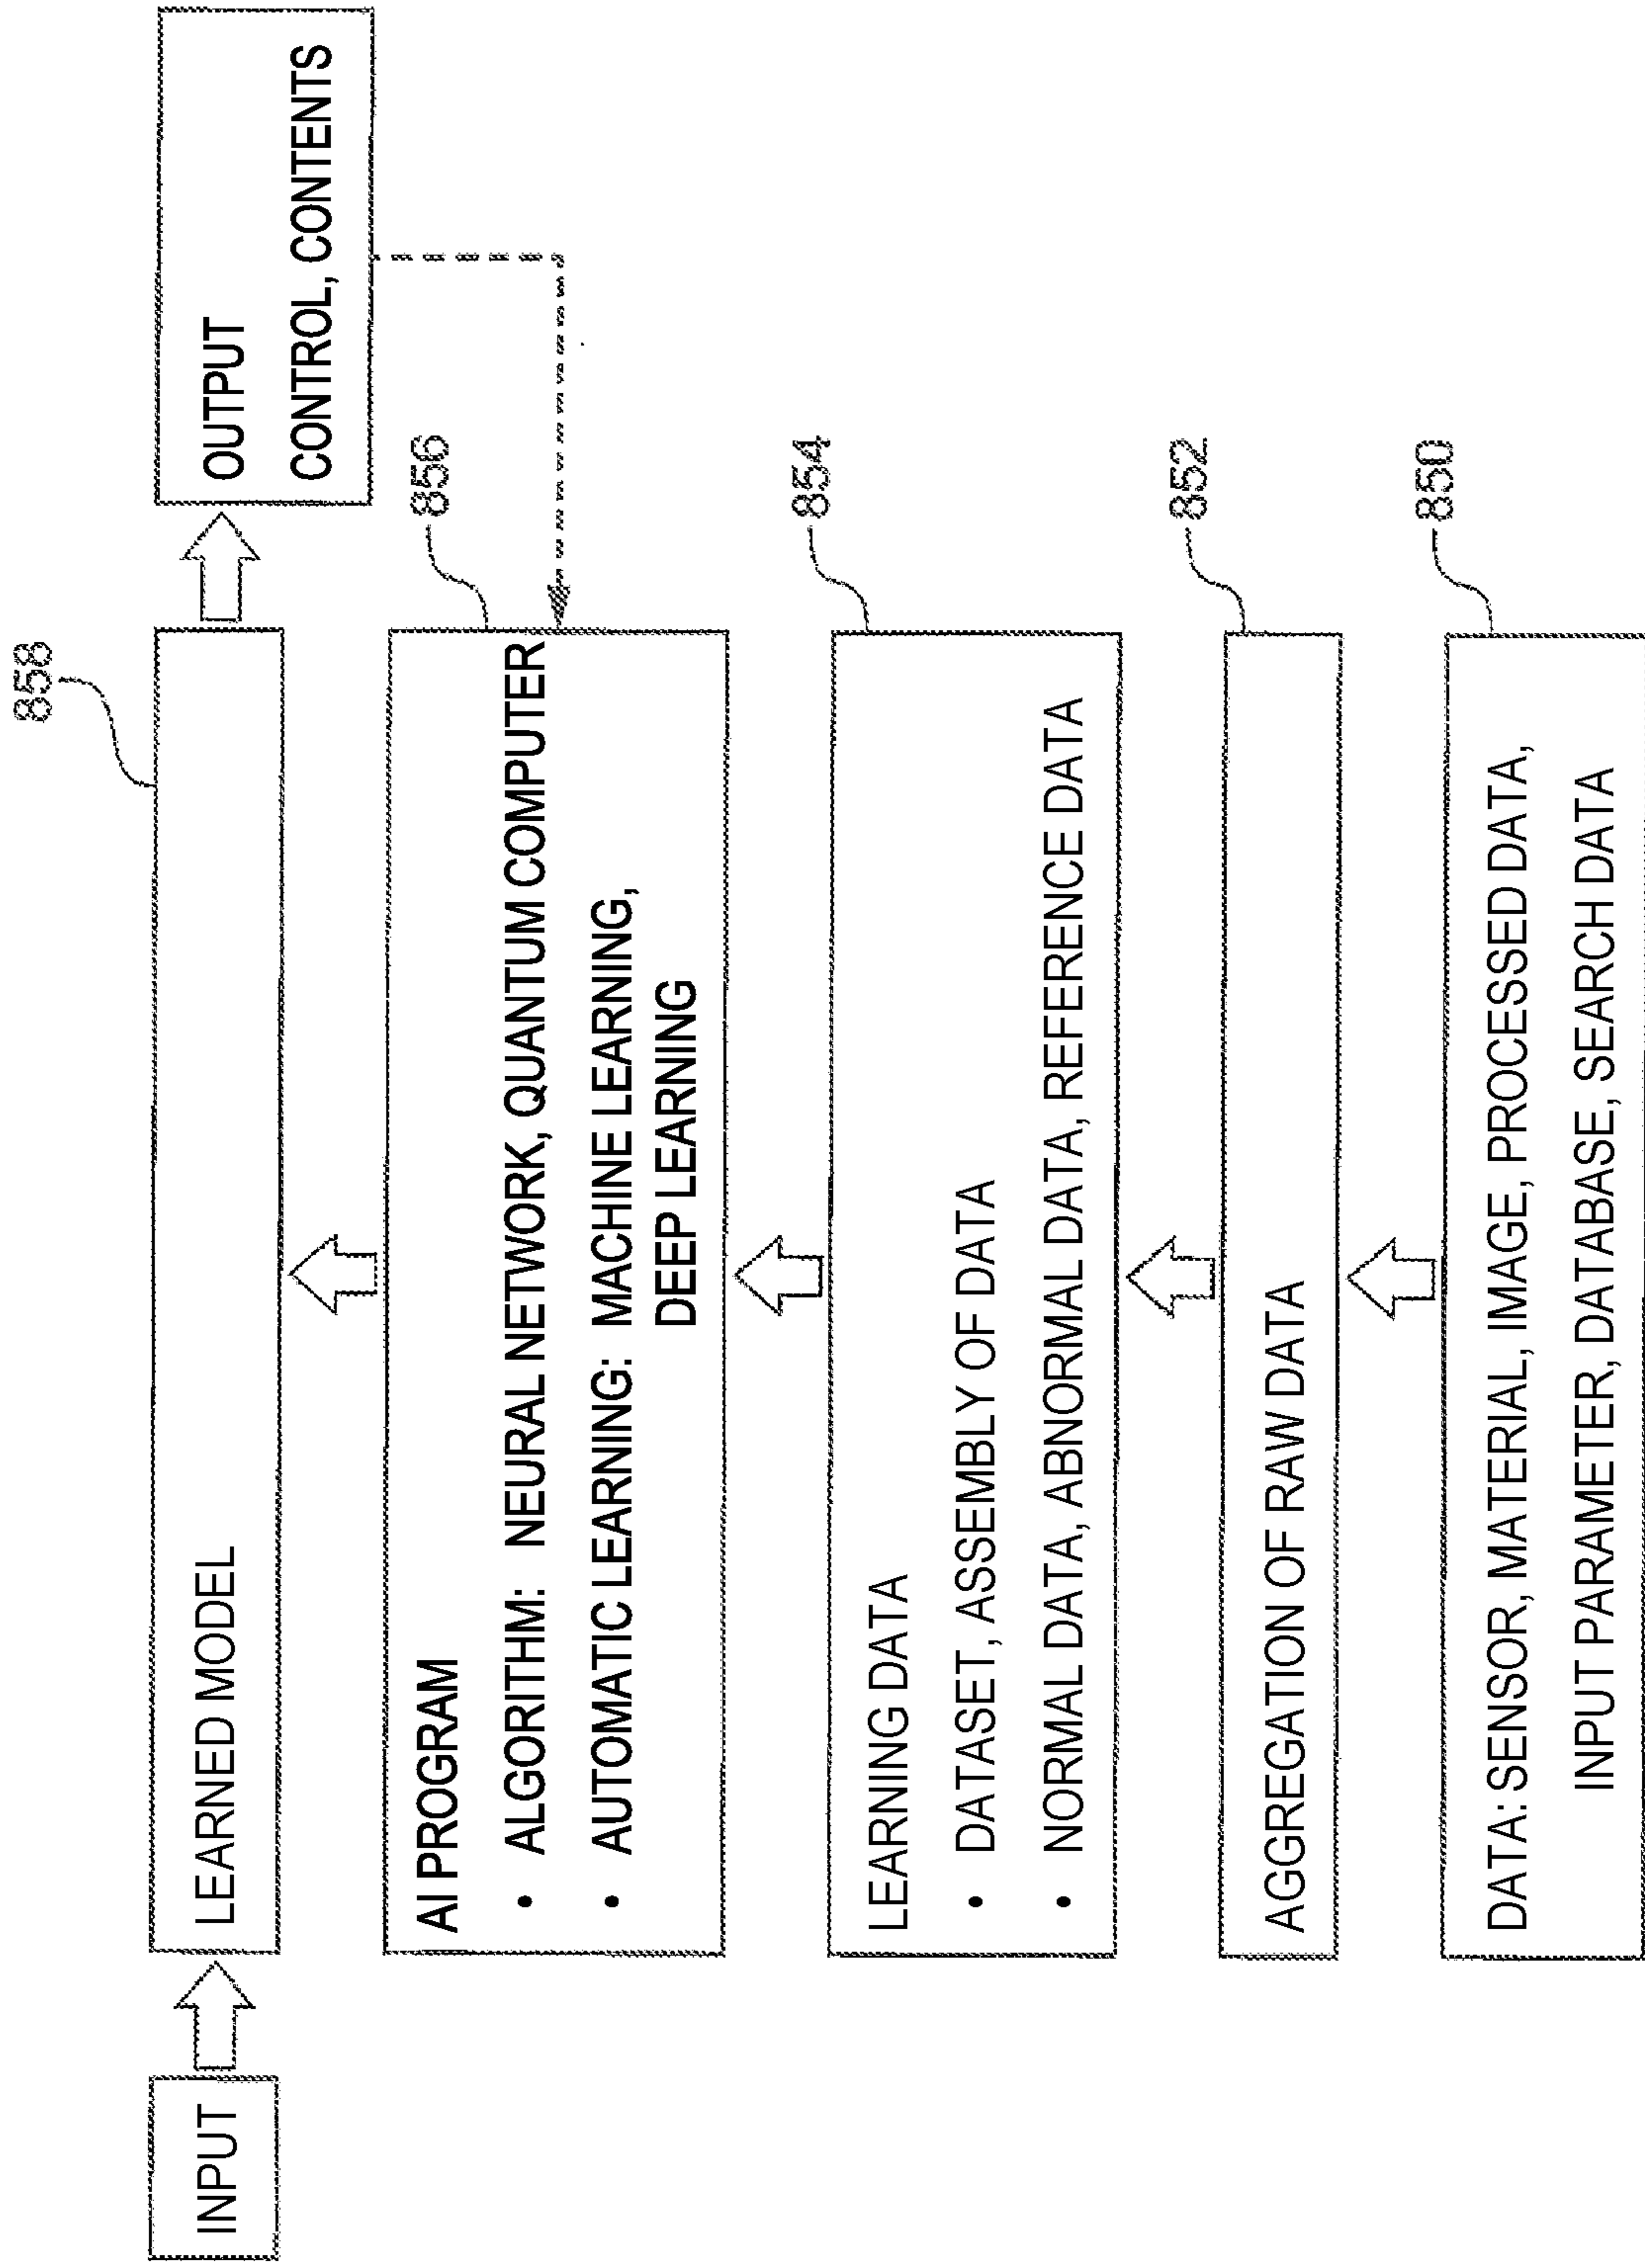 858
INPUT
LEARNED MODEL
OUTPUT
CONTROL, CONTENTS
856
AI PROGRAM
• ALGORITHM: NEURAL NETWORK, QUANTUM COMPUTER
• AUTOMATIC LEARNING: MACHINE LEARNING,
DEEP LEARNING
854
LEARNING DATA
• DATASET, ASSEMBLY OF DATA
• NORMAL DATA, ABNORMAL DATA, REFERENCE DATA
852
AGGREGATION OF RAW DATA
850
DATA: SENSOR, MATERIAL, IMAGE, PROCESSED DATA,
INPUT PARAMETER, DATABASE, SEARCH DATA